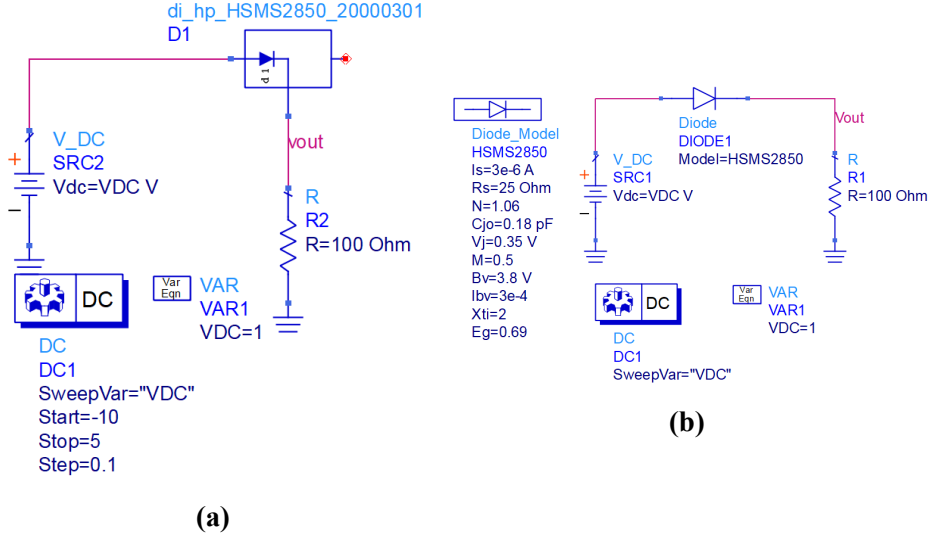 di_hp_HSMS2850_20000301
D1
d 1
vout
V_DC
SRC2
Vdc=VDC V
+
−
R
R2
R=100 Ohm
DC
Var
Eqn
VAR
VAR1
VDC=1
DC
DC1
SweepVar="VDC"
Start=-10
Stop=5
Step=0.1
(a)
Diode_Model
HSMS2850
Is=3e-6 A
Rs=25 Ohm
N=1.06
Cjo=0.18 pF
Vj=0.35 V
M=0.5
Bv=3.8 V
Ibv=3e-4
Xti=2
Eg=0.69
Diode
DIODE1
Model=HSMS2850
Vout
V_DC
SRC1
Vdc=VDC V
+
−
R
R1
R=100 Ohm
DC
Var
Eqn
VAR
VAR1
VDC=1
DC
DC1
SweepVar="VDC"
(b)